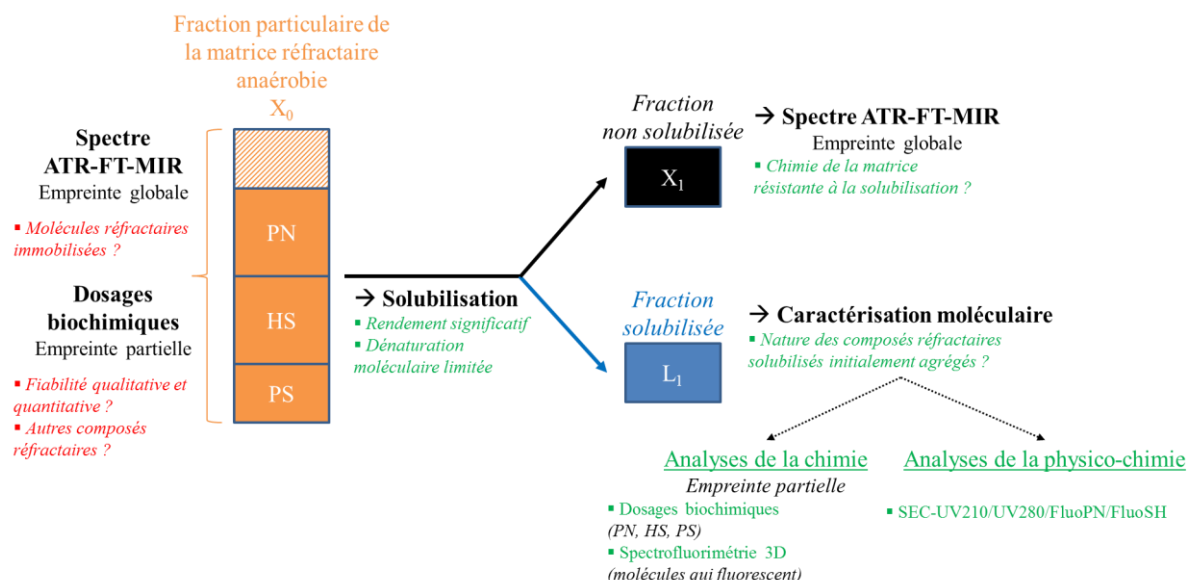 Fraction particulaire de
la matrice réfractaire
anaérobie
X₀
Spectre
ATR-FT-MIR
Empreinte globale
▪ Molécules réfractaires
immobilisées ?
Dosages
biochimiques
Empreinte partielle
▪ Fiabilité qualitative et
quantitative ?
▪ Autres composés
réfractaires ?
PN
HS
PS
→ Solubilisation
▪ Rendement significatif
▪ Dénaturation
moléculaire limitée
Fraction
non solubilisée
X₁
→ Spectre ATR-FT-MIR
Empreinte globale
▪ Chimie de la matrice
résistante à la solubilisation ?
Fraction
solubilisée
L₁
→ Caractérisation moléculaire
▪ Nature des composés réfractaires
solubilisés initialement agrégés ?
Analyses de la chimie
Empreinte partielle
▪ Dosages biochimiques
(PN, HS, PS)
▪ Spectrofluorimétrie 3D
(molécules qui fluorescent)
Analyses de la physico-chimie
▪ SEC-UV210/UV280/FluoPN/FluoSH